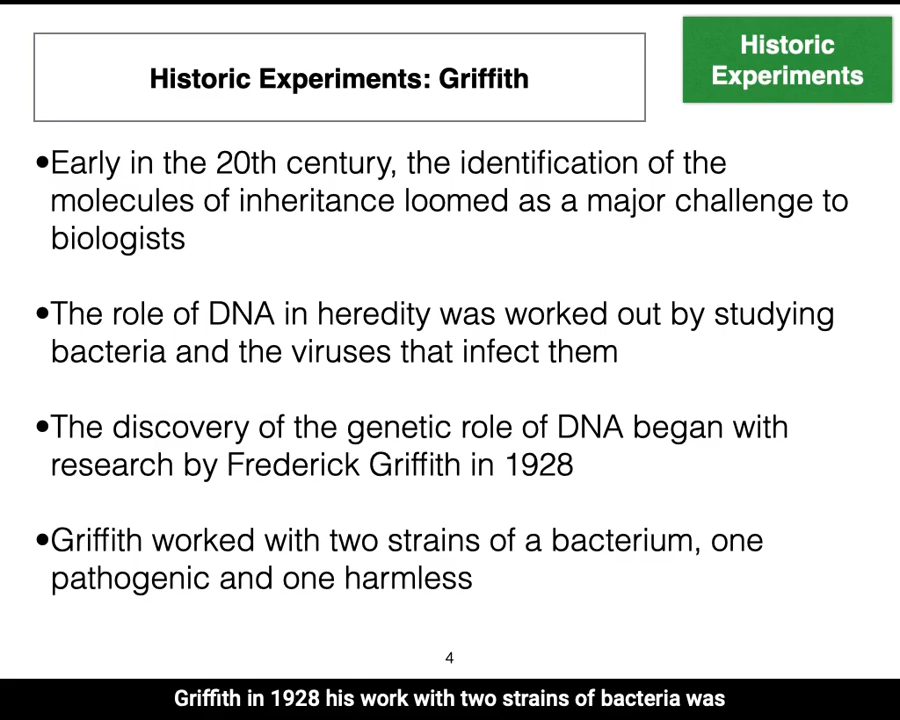 Historic Experiments: Griffith
Historic
Experiments
•Early in the 20th century, the identification of the
molecules of inheritance loomed as a major challenge to
biologists
•The role of DNA in heredity was worked out by studying
bacteria and the viruses that infect them
•The discovery of the genetic role of DNA began with
research by Frederick Griffith in 1928
•Griffith worked with two strains of a bacterium, one
pathogenic and one harmless
4
Griffith in 1928 his work with two strains of bacteria was